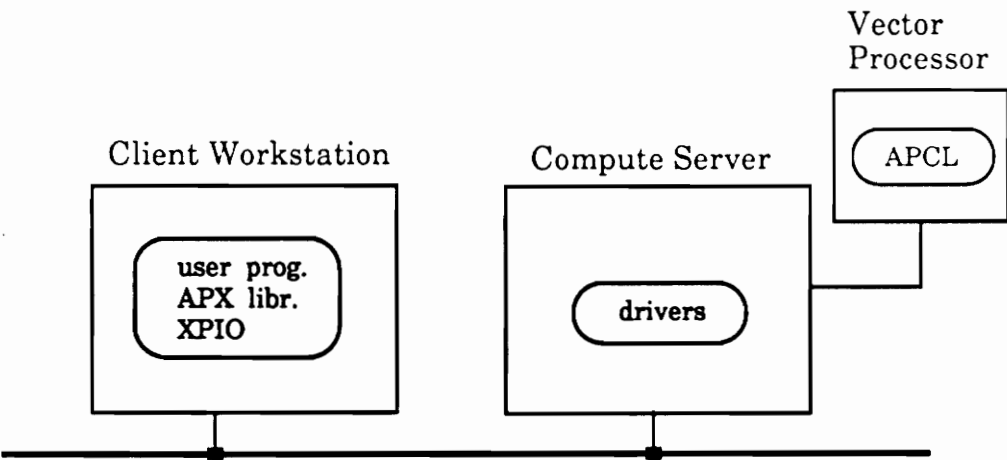 Vector
Processor
Client Workstation
Compute Server
APCL
user prog.
APX libr.
XPIO
drivers